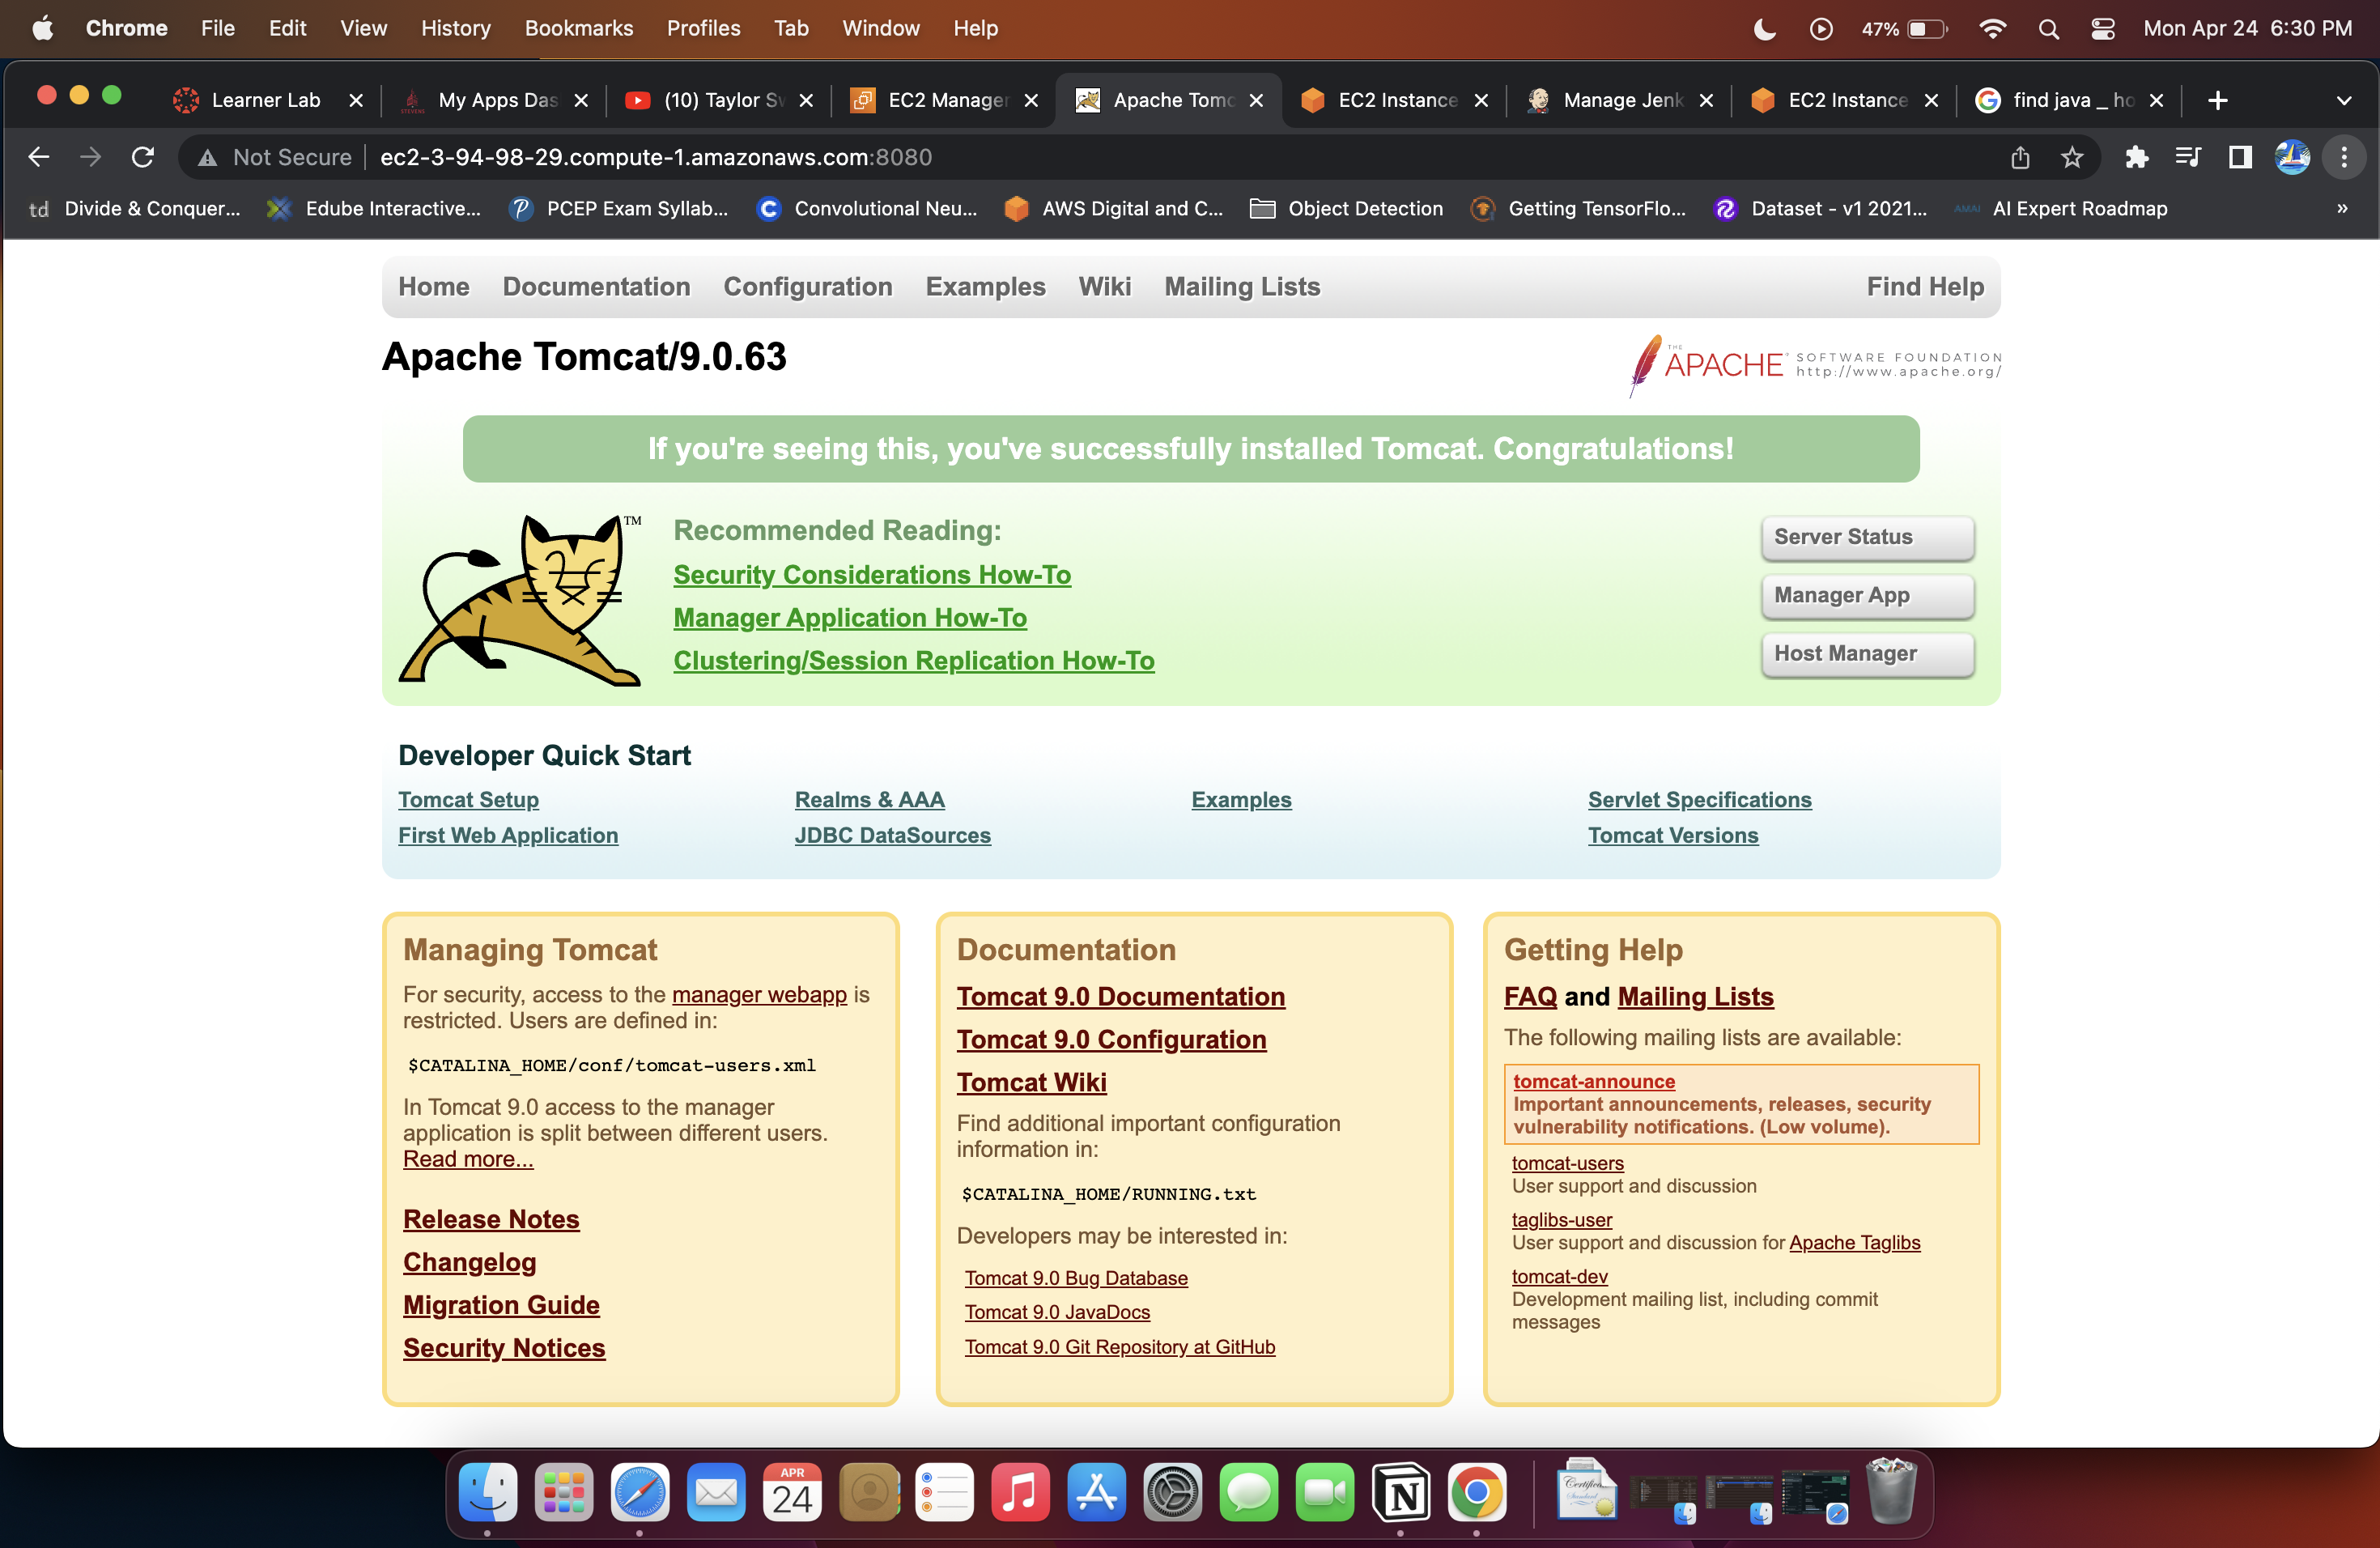 Chrome File Edit View History Bookmarks Profiles Tab Window Help 47% Mon Apr 24 6:30 PM
Learner Lab My Apps Das (10) Taylor Sw EC2 Manager Apache Tomc EC2 Instance Manage Jenk EC2 Instance find java _ ho
Not Secure ec2-3-94-98-29.compute-1.amazonaws.com:8080
td Divide & Conquer... Edube Interactive... PCEP Exam Syllab... Convolutional Neu... AWS Digital and C... Object Detection Getting TensorFlo... Dataset - v1 2021... AMAI AI Expert Roadmap »
Home Documentation Configuration Examples Wiki Mailing Lists Find Help
Apache Tomcat/9.0.63
THE APACHE SOFTWARE FOUNDATION
http://www.apache.org/
If you're seeing this, you've successfully installed Tomcat. Congratulations!
TM
Recommended Reading:
Security Considerations How-To
Manager Application How-To
Clustering/Session Replication How-To
Server Status
Manager App
Host Manager
Developer Quick Start
Tomcat Setup Realms & AAA Examples Servlet Specifications
First Web Application JDBC DataSources Tomcat Versions
Managing Tomcat
For security, access to the manager webapp is
restricted. Users are defined in:
$CATALINA_HOME/conf/tomcat-users.xml
In Tomcat 9.0 access to the manager
application is split between different users.
Read more...
Release Notes
Changelog
Migration Guide
Security Notices
Documentation
Tomcat 9.0 Documentation
Tomcat 9.0 Configuration
Tomcat Wiki
Find additional important configuration
information in:
$CATALINA_HOME/RUNNING.txt
Developers may be interested in:
Tomcat 9.0 Bug Database
Tomcat 9.0 JavaDocs
Tomcat 9.0 Git Repository at GitHub
Getting Help
FAQ and Mailing Lists
The following mailing lists are available:
tomcat-announce
Important announcements, releases, security
vulnerability notifications. (Low volume).
tomcat-users
User support and discussion
taglibs-user
User support and discussion for Apache Taglibs
tomcat-dev
Development mailing list, including commit
messages
APR
24